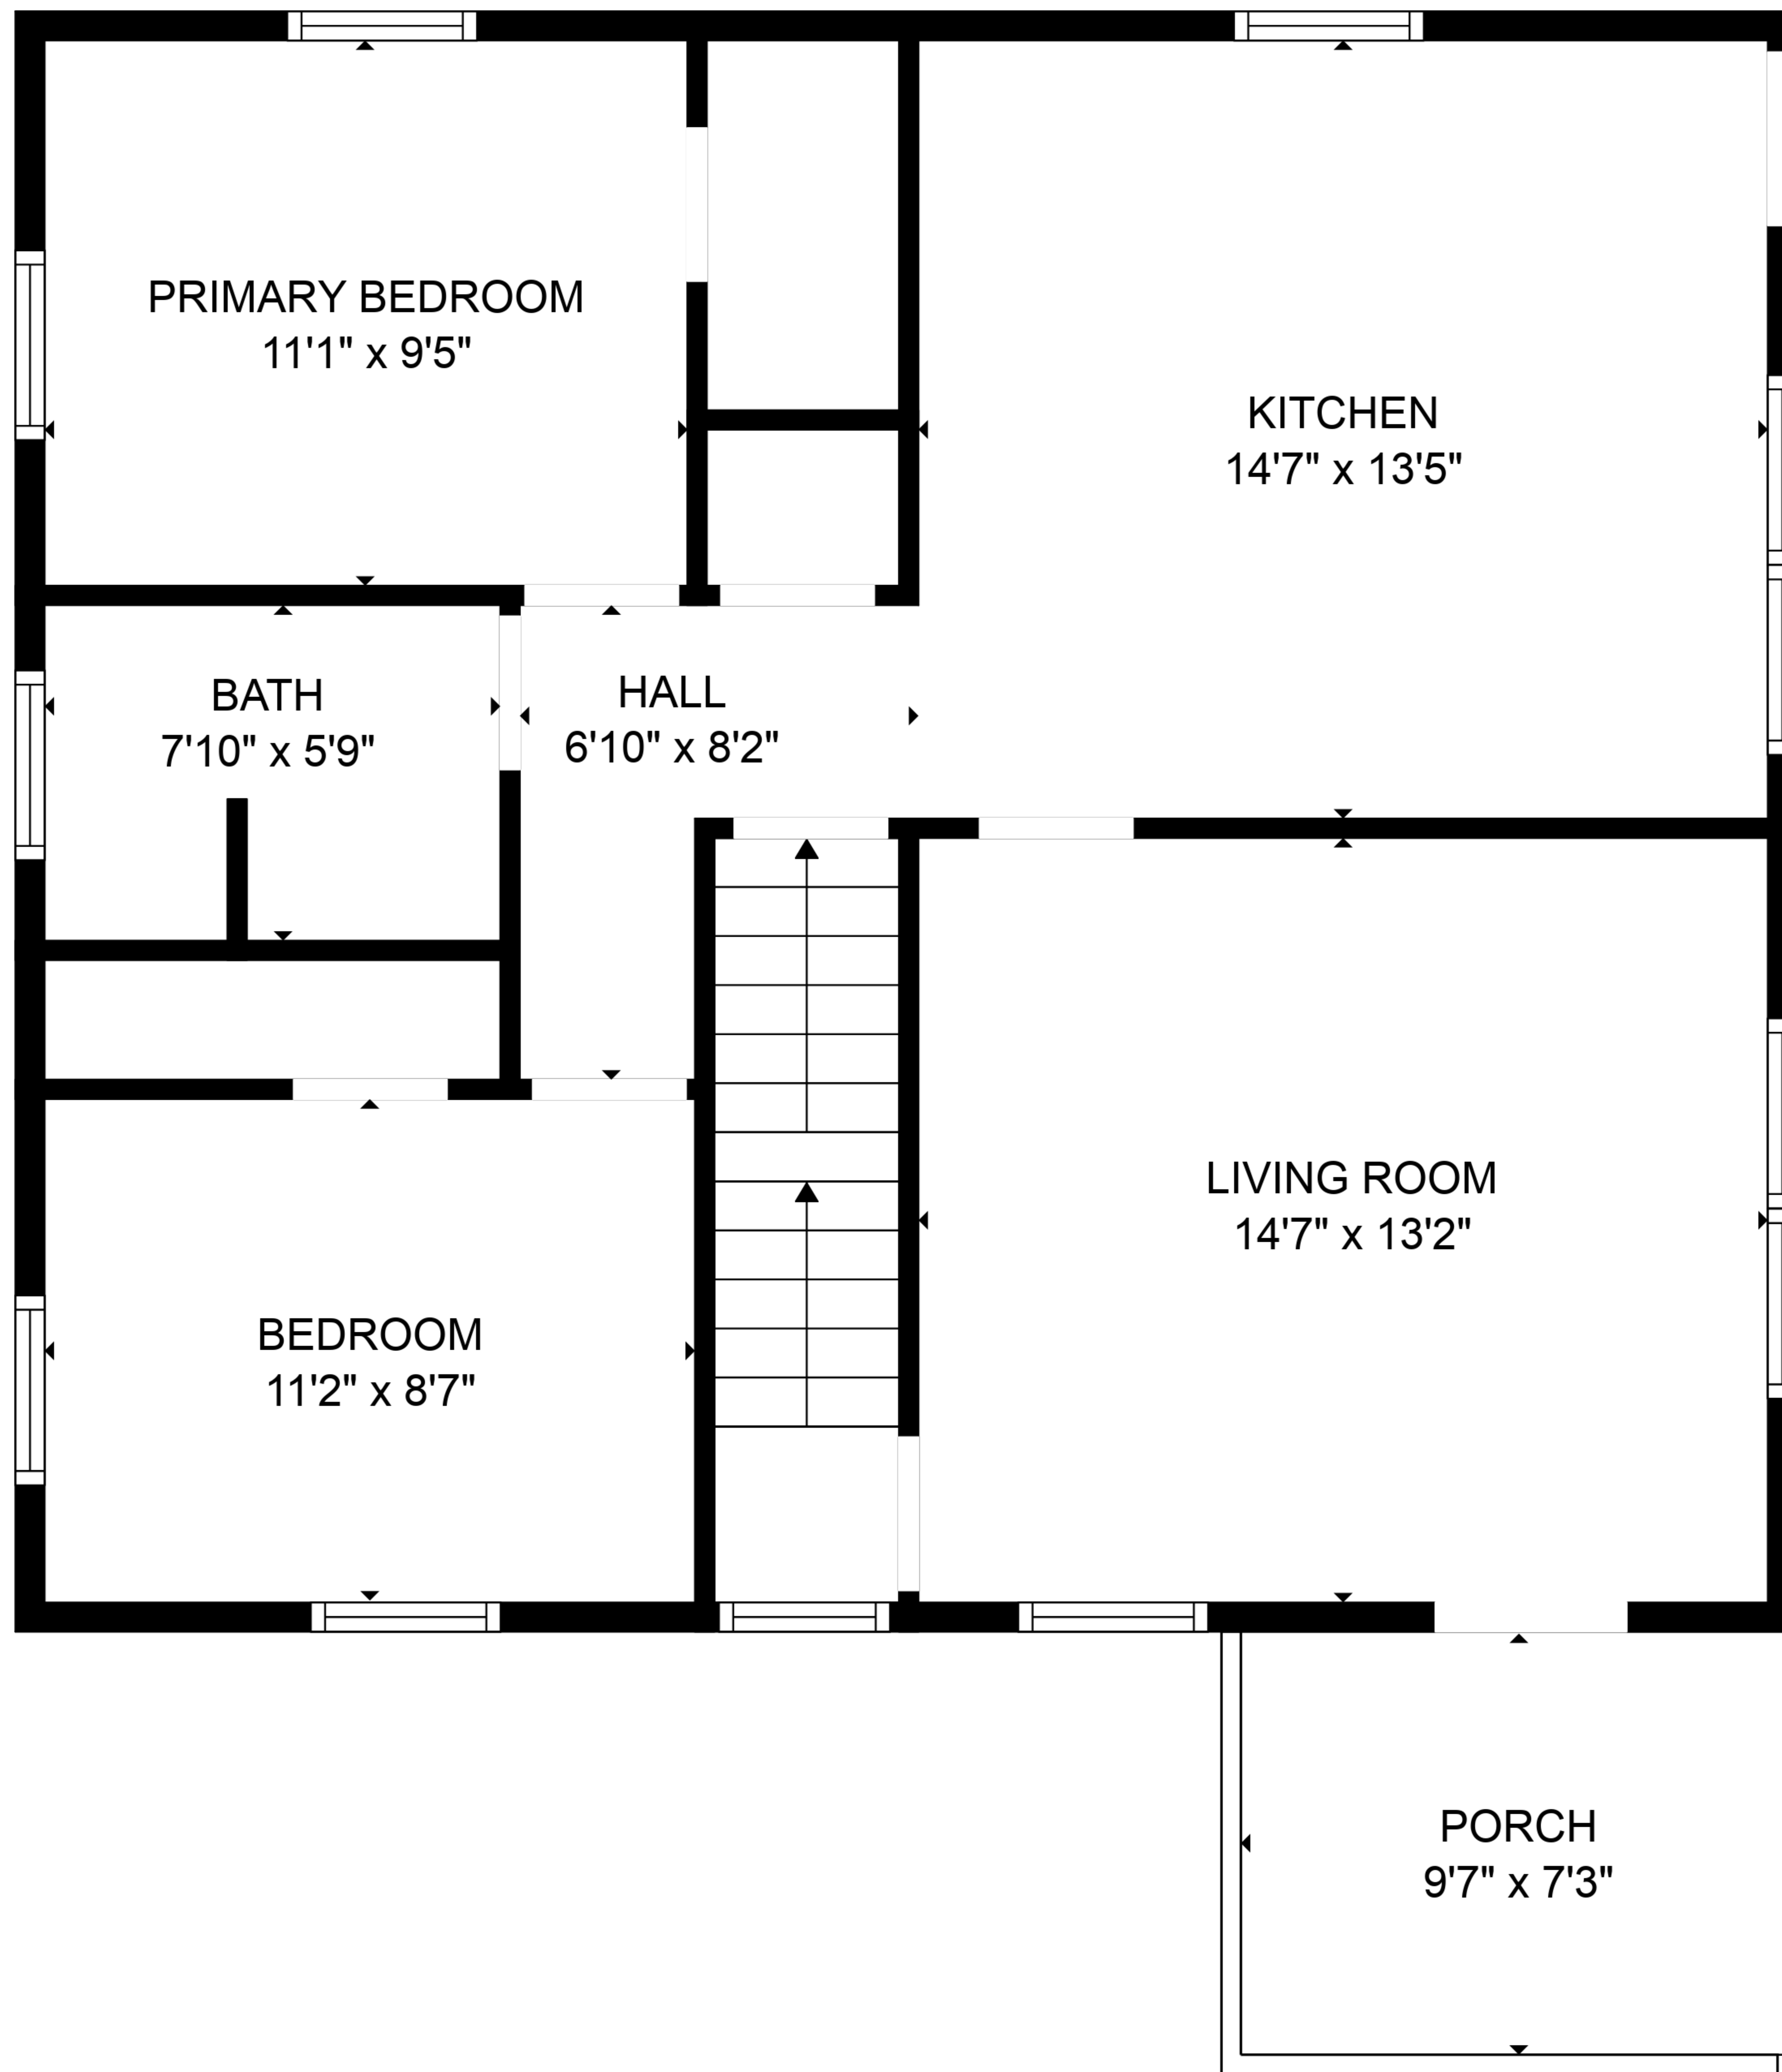 PRIMARY BEDROOM
11'1" x 9'5"
KITCHEN
14'7" x 13'5"
BATH
7'10" x 5'9"
HALL
6'10" x 8'2"
LIVING ROOM
14'7" x 13'2"
BEDROOM
11'2" x 8'7"
PORCH
9'7" x 7'3"